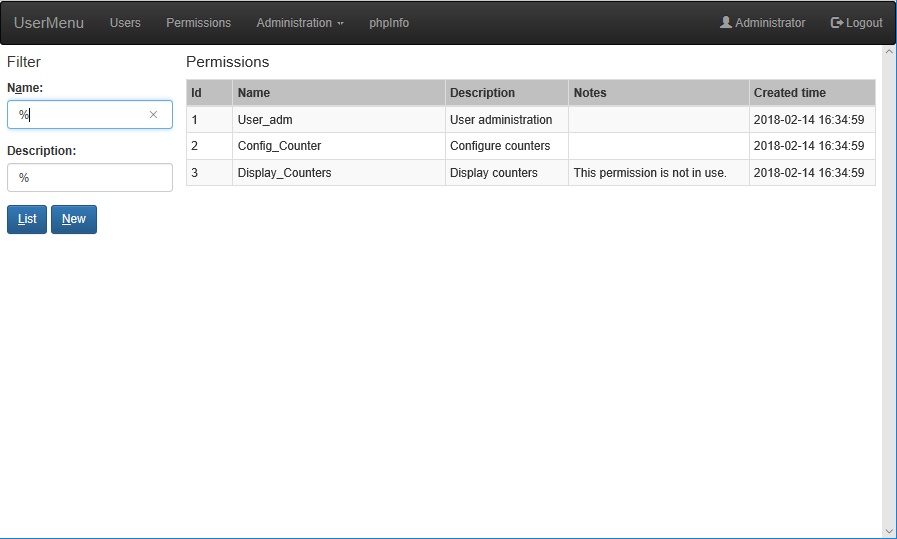 UserMenu Users Permissions Administration phpInfo Administrator Logout
Filter
Name:
%
Description:
%
List New
Permissions
Id Name Description Notes Created time
1 User_adm User administration 2018-02-14 16:34:59
2 Config_Counter Configure counters 2018-02-14 16:34:59
3 Display_Counters Display counters This permission is not in use. 2018-02-14 16:34:59